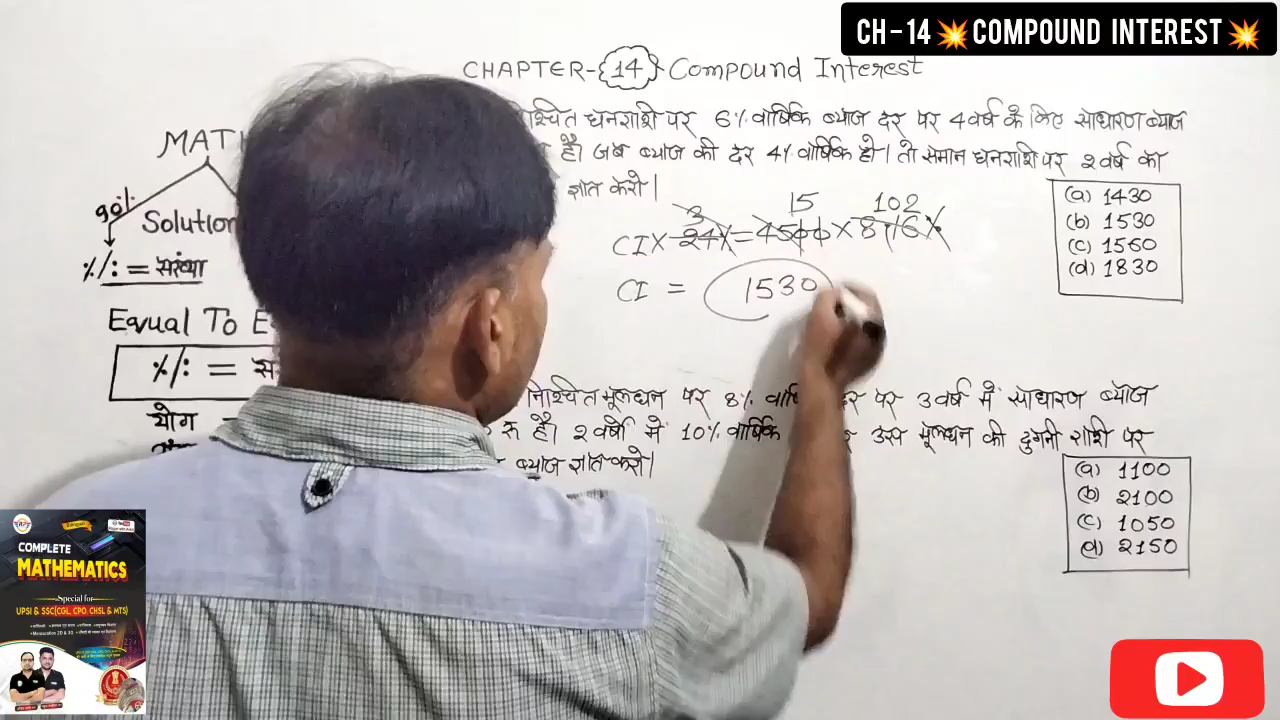 CH-14💥COMPOUND INTEREST💥
CHAPTER-14 Compound Interest
धनराशी पर 6% वार्षिक ब्याज दर पर 4 वर्ष के लिए साधारण ब्याज
है। जब ब्याज की दर 4% वार्षिक हो। तो समान धनराशि पर 2 वर्ष का
ज्ञात करो।
(a) 1430
(b) 1530
(c) 1560
(d) 1830
3 15 102
CI× 24% = 4500 × 8.16%
CI = 1530
90%
Solution
%/: = संख्या
Equal To
%/: =
योग
निश्चित मूलधन पर 8% दर पर 3 वर्ष में साधारण ब्याज
रू है। 2 वर्षो में 10% वार्षिक उस मूलधन की दुगनी राशी पर
ब्याज ज्ञात करो।
(a) 1100
(b) 2100
(c) 1050
(d) 2150
COMPLETE
MATHEMATICS
Special for
UPSI & SSC(CGL, CPO, CHSL & MTS)